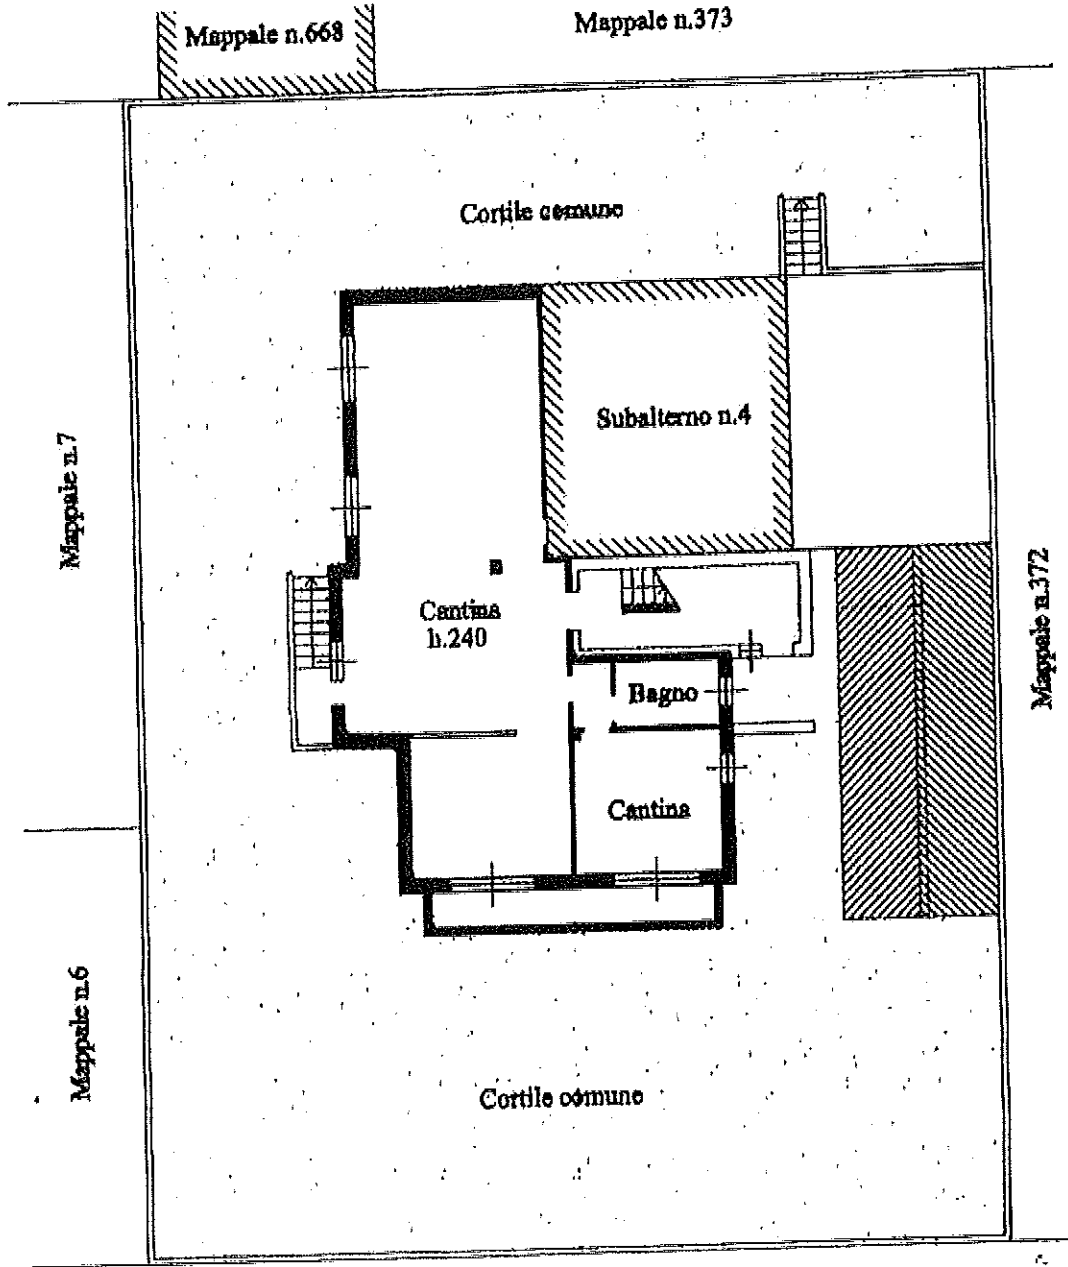 Mappale n.668
Mappale n.373
Cortile comune
Mappale n.7
Subalterno n.4
Mappale n.372
Cantina
h.240
Bagno
Cantina
Mappale n.6
Cortile comune